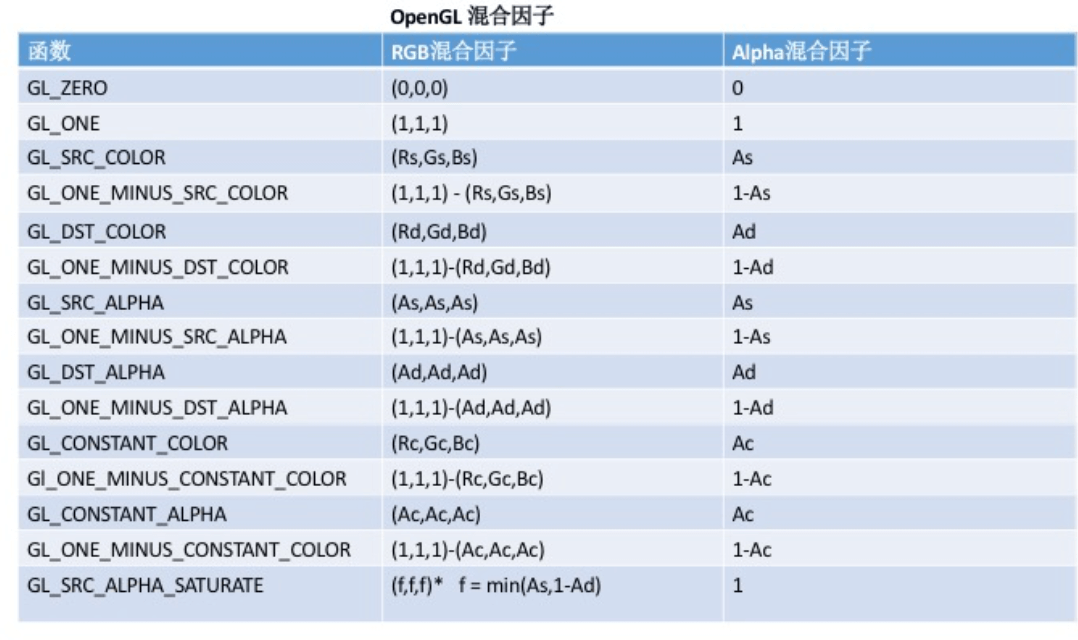 OpenGL 混合因子
函数 RGB混合因子 Alpha混合因子
GL_ZERO (0,0,0) 0
GL_ONE (1,1,1) 1
GL_SRC_COLOR (Rs,Gs,Bs) As
GL_ONE_MINUS_SRC_COLOR (1,1,1) - (Rs,Gs,Bs) 1-As
GL_DST_COLOR (Rd,Gd,Bd) Ad
GL_ONE_MINUS_DST_COLOR (1,1,1)-(Rd,Gd,Bd) 1-Ad
GL_SRC_ALPHA (As,As,As) As
GL_ONE_MINUS_SRC_ALPHA (1,1,1)-(As,As,As) 1-As
GL_DST_ALPHA (Ad,Ad,Ad) Ad
GL_ONE_MINUS_DST_ALPHA (1,1,1)-(Ad,Ad,Ad) 1-Ad
GL_CONSTANT_COLOR (Rc,Gc,Bc) Ac
Gl_ONE_MINUS_CONSTANT_COLOR (1,1,1)-(Rc,Gc,Bc) 1-Ac
GL_CONSTANT_ALPHA (Ac,Ac,Ac) Ac
GL_ONE_MINUS_CONSTANT_COLOR (1,1,1)-(Ac,Ac,Ac) 1-Ac
GL_SRC_ALPHA_SATURATE (f,f,f)* f = min(As,1-Ad) 1